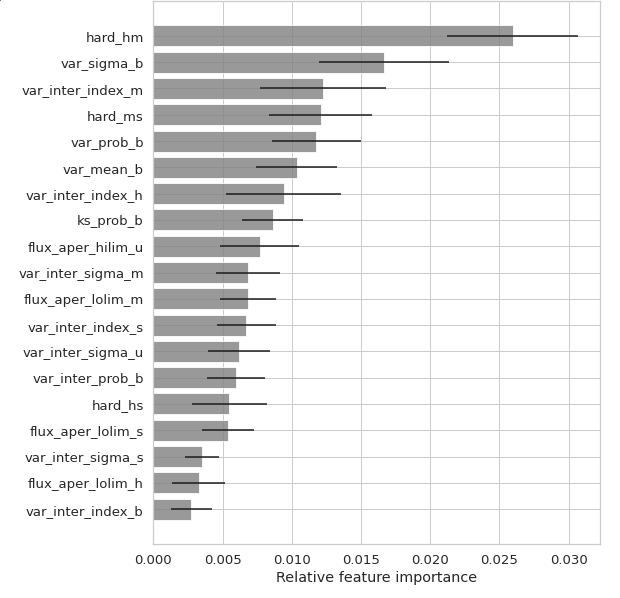 hard_hm
var_sigma_b
var_inter_index_m
hard_ms
var_prob_b
var_mean_b
var_inter_index_h
ks_prob_b
flux_aper_hilim_u
var_inter_sigma_m
flux_aper_lolim_m
var_inter_index_s
var_inter_sigma_u
var_inter_prob_b
hard_hs
flux_aper_lolim_s
var_inter_sigma_s
flux_aper_lolim_h
var_inter_index_b
0.000 0.005 0.010 0.015 0.020 0.025 0.030
Relative feature importance